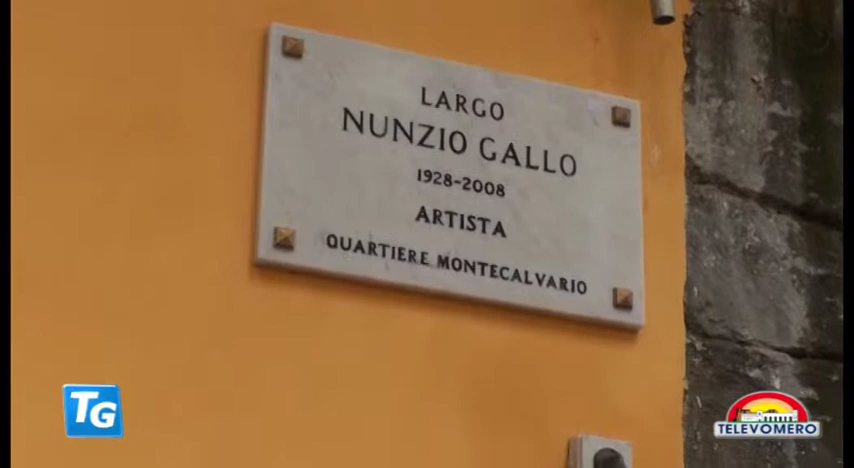 LARGO
NUNZIO GALLO
1928-2008
ARTISTA
QUARTIERE MONTECALVARIO
TG
TELEVOMERO